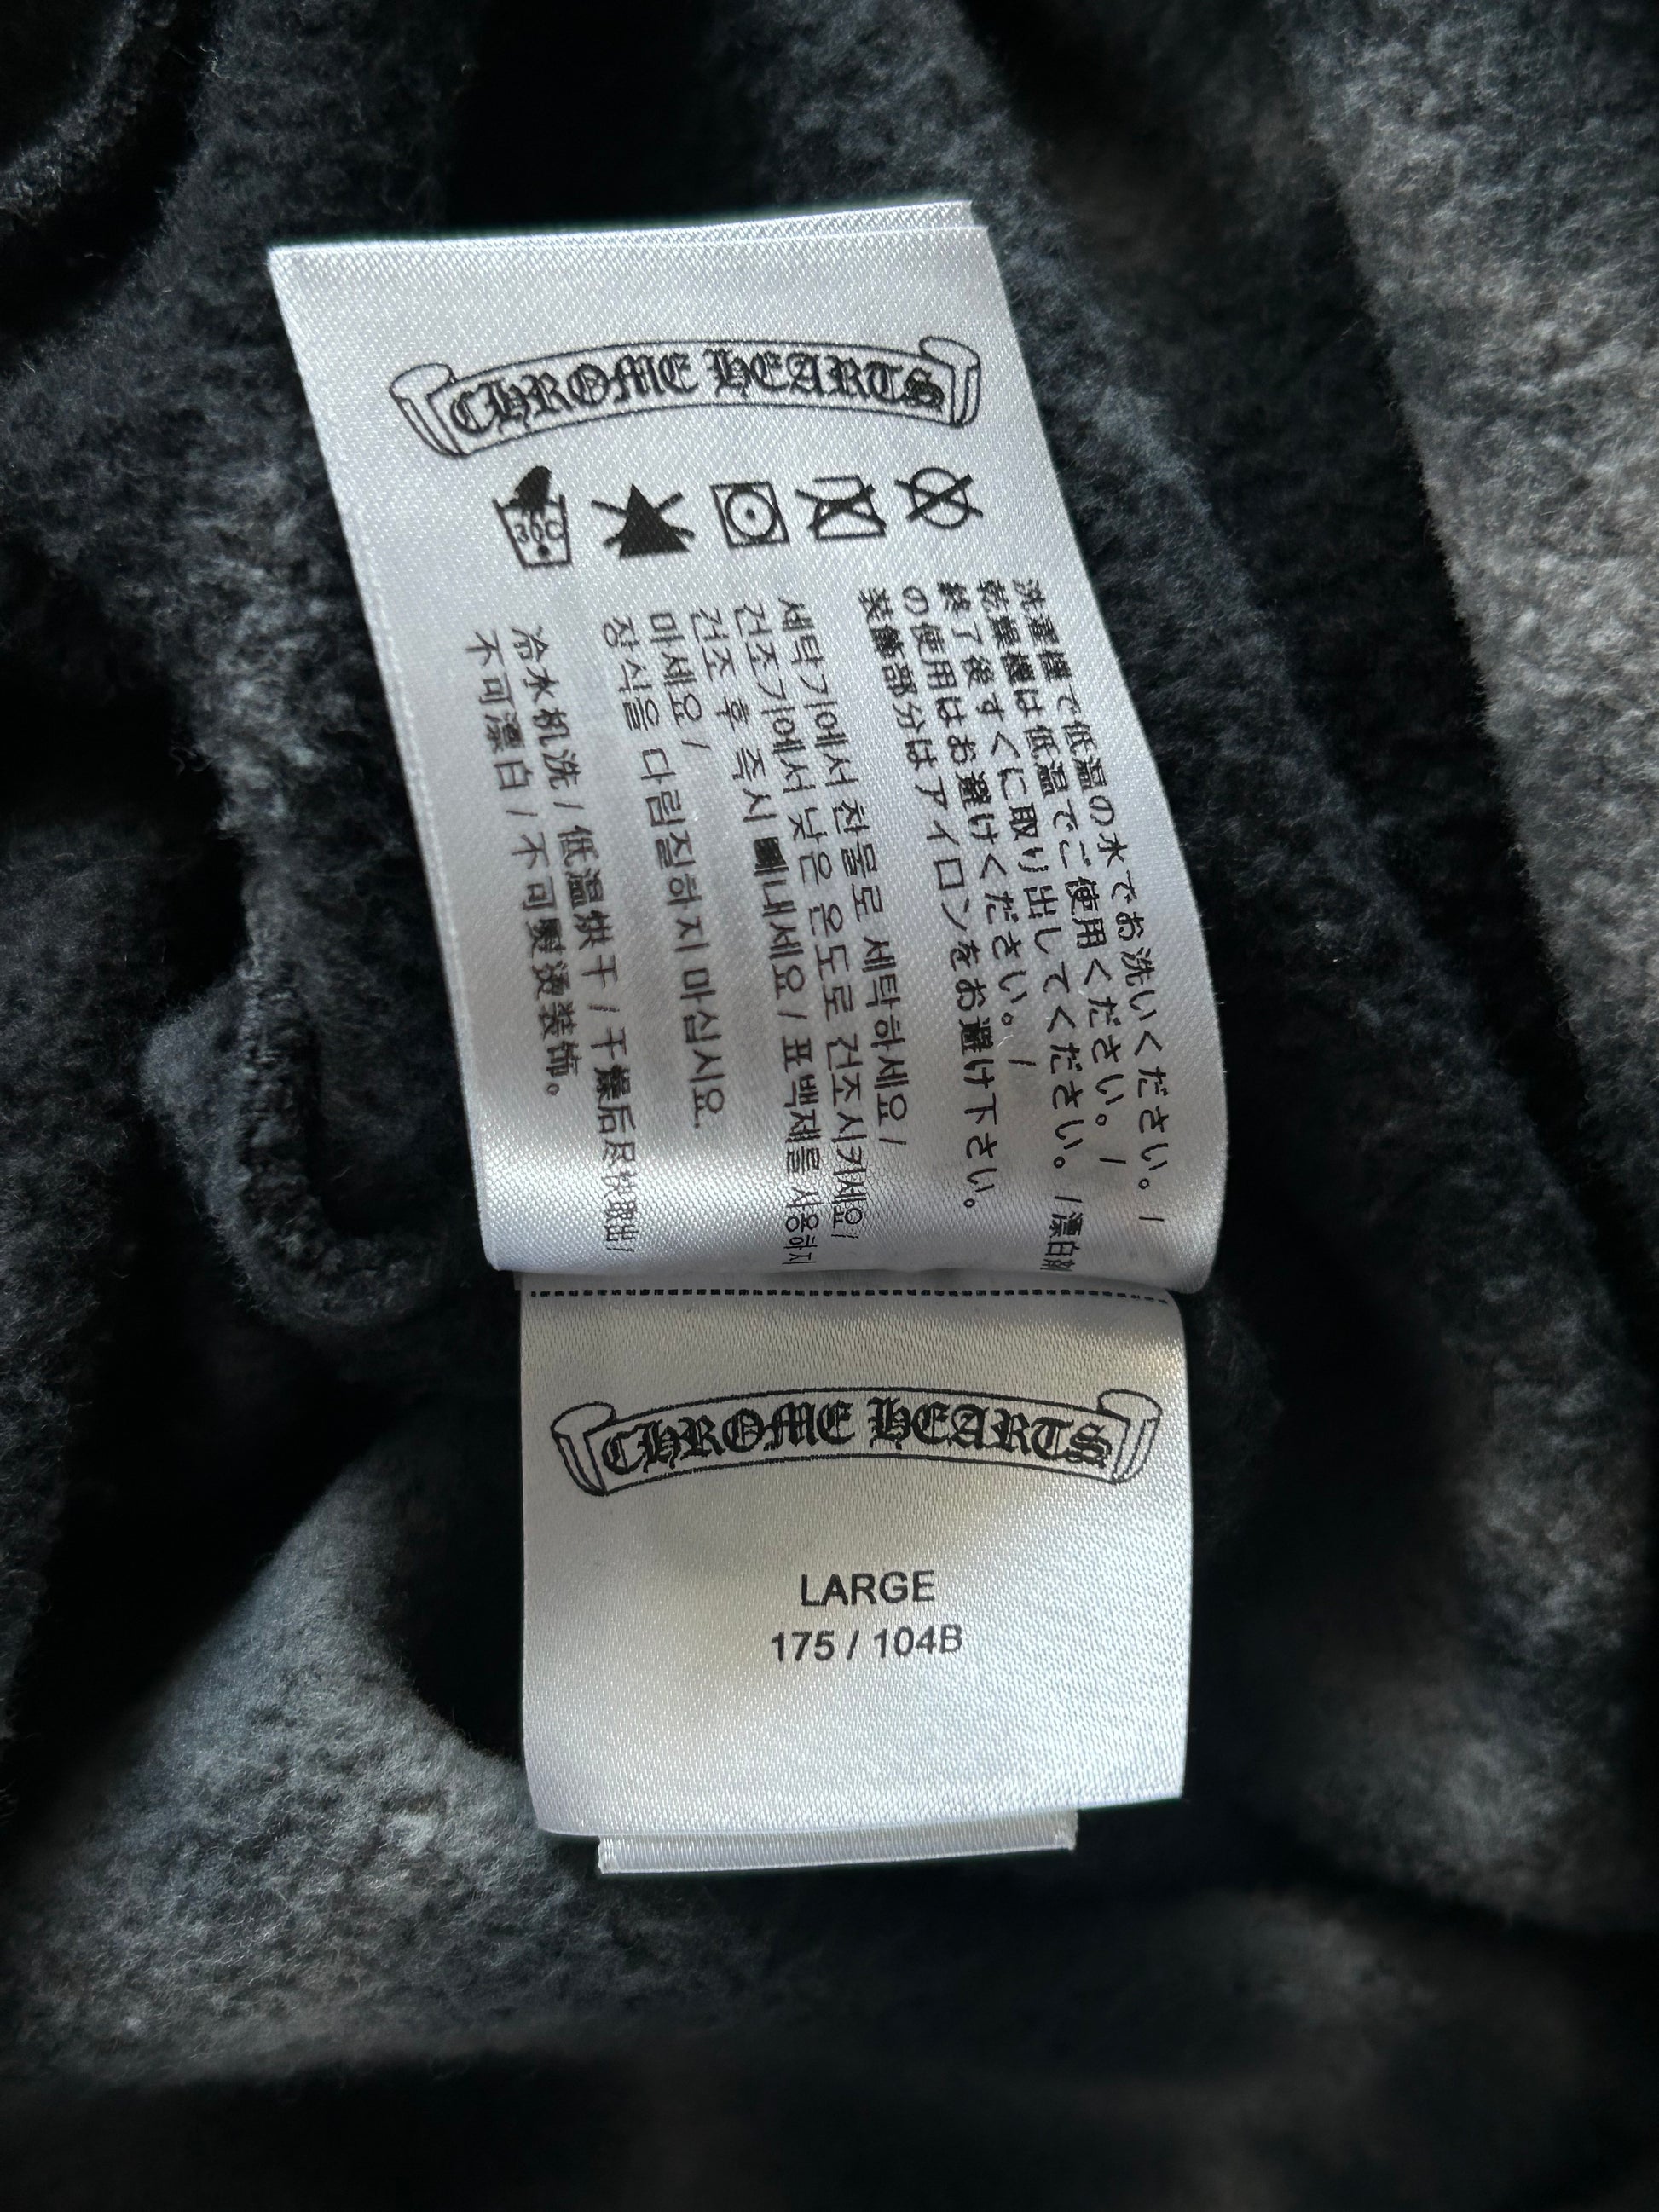 CHROME HEARTS
30C
洗濯機で低温の水でお洗いください。 /
乾燥機は低温でご使用ください。 /
終了後すぐに取り出してください。 / 漂白剤
の使用はお避けください。 /
装飾部分はアイロンをお避け下さい。
세탁기에서 찬물로 세탁하세요 /
건조기에서 낮은 온도로 건조시키세요 /
건조 후 즉시 빼내세요 / 표백제를 사용하지
마세요 /
장식을 다림질하지 마십시요.
冷水机洗 / 低温烘干 / 干燥后尽快取出 /
不可漂白 / 不可熨烫装饰。
CHROME HEARTS
LARGE
175 / 104B